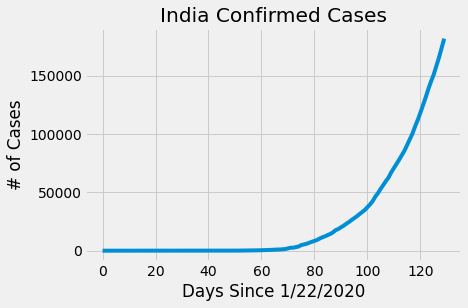 India Confirmed Cases
# of Cases
150000
100000
50000
0
0 20 40 60 80 100 120
Days Since 1/22/2020